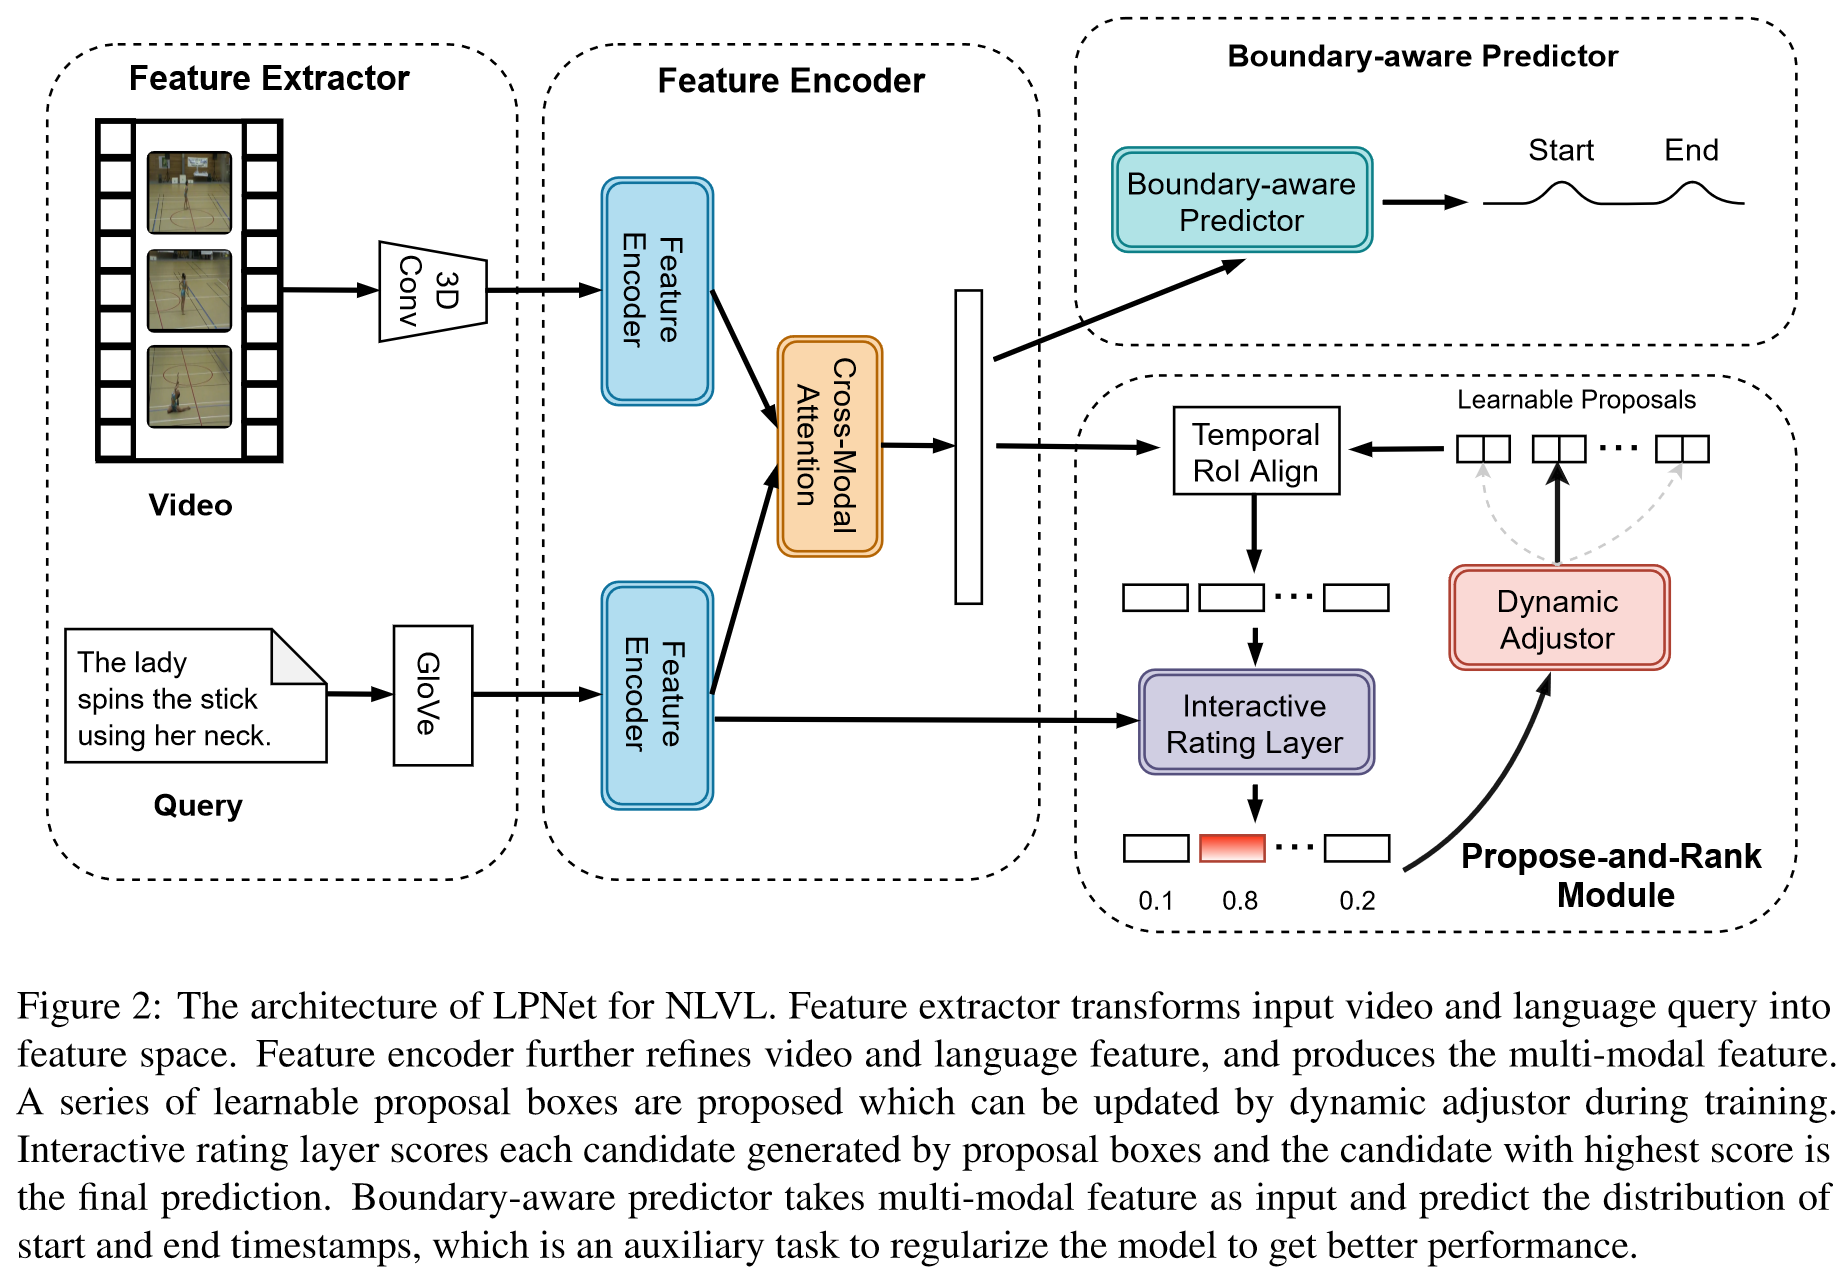 Feature Extractor
Video
3D
Conv
The lady
spins the stick
using her neck.
Query
GloVe
Feature Encoder
Feature
Encoder
Feature
Encoder
Cross-Modal
Attention
Boundary-aware Predictor
Boundary-aware
Predictor
Start
End
Learnable Proposals
Temporal
RoI Align
...
...
Dynamic
Adjustor
Interactive
Rating Layer
...
0.1
0.8
0.2
Propose-and-Rank
Module
Figure 2: The architecture of LPNet for NLVL. Feature extractor transforms input video and language query into
feature space. Feature encoder further refines video and language feature, and produces the multi-modal feature.
A series of learnable proposal boxes are proposed which can be updated by dynamic adjustor during training.
Interactive rating layer scores each candidate generated by proposal boxes and the candidate with highest score is
the final prediction. Boundary-aware predictor takes multi-modal feature as input and predict the distribution of
start and end timestamps, which is an auxiliary task to regularize the model to get better performance.